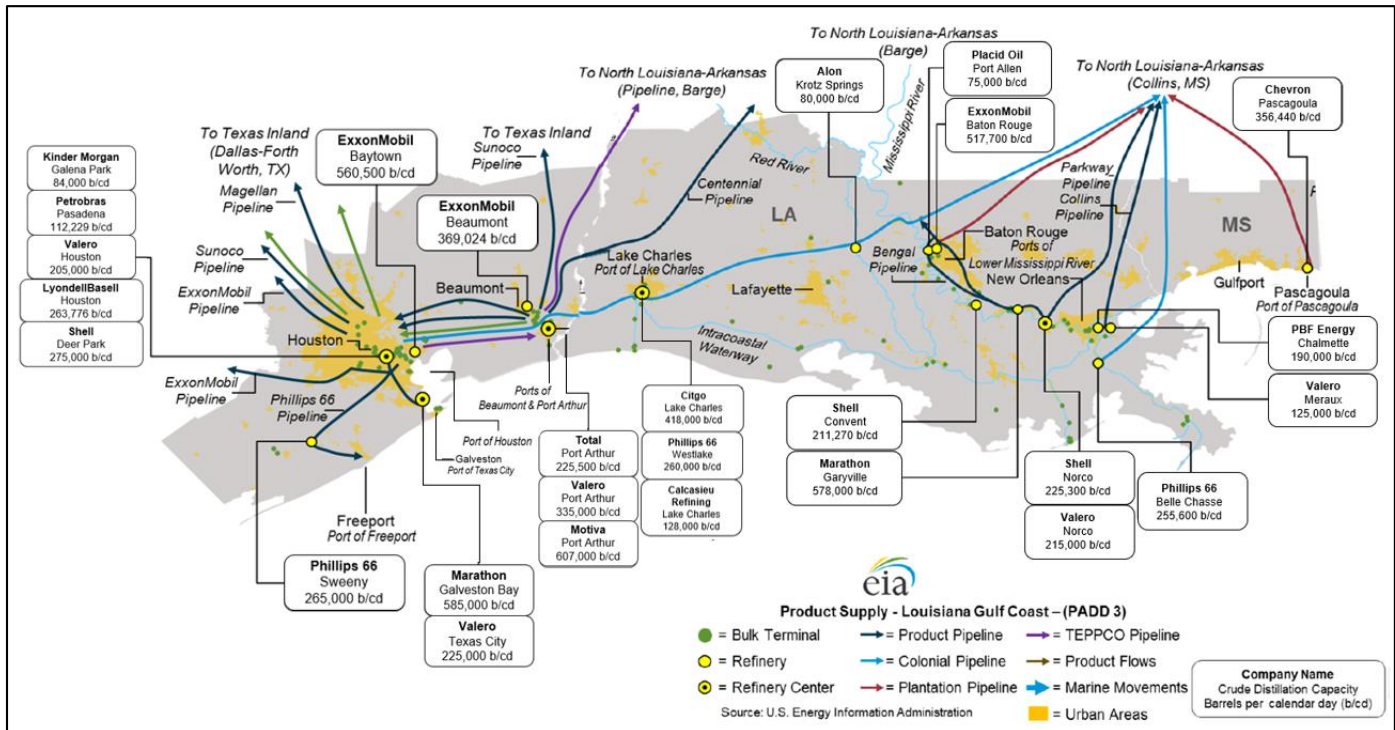 To North Louisiana-Arkansas
(Barge)
To North Louisiana-Arkansas
(Pipeline, Barge)
To North Louisiana-Arkansas
(Collins, MS)
Alon
Krotz Springs
80,000 b/cd
Placid Oil
Port Allen
75,000 b/cd
ExxonMobil
Baton Rouge
517,700 b/cd
Chevron
Pascagoula
356,440 b/cd
To Texas Inland
(Dallas-Forth
Worth, TX)
Magellan
Pipeline
Sunoco
Pipeline
ExxonMobil
Pipeline
ExxonMobil
Baytown
560,500 b/cd
To Texas Inland
Sunoco
Pipeline
ExxonMobil
Beaumont
369,024 b/cd
Kinder Morgan
Galena Park
84,000 b/cd
Petrobras
Pasadena
112,229 b/cd
Valero
Houston
205,000 b/cd
LyondellBasell
Houston
263,776 b/cd
Shell
Deer Park
275,000 b/cd
Red River
Mississippi River
Centennial
Pipeline
LA
Parkway
Pipeline
Collins
Pipeline
MS
Beaumont
Lake Charles
Port of Lake Charles
Lafayette
Bengal
Pipeline
Baton Rouge
Ports of
Lower Mississippi River
New Orleans
Gulfport
Pascagoula
Port of Pascagoula
Houston
Intracoastal
Waterway
ExxonMobil
Pipeline
Phillips 66
Pipeline
Ports of
Beaumont & Port Arthur
Port of Houston
Galveston
Port of Texas City
Freeport
Port of Freeport
PBF Energy
Chalmette
190,000 b/cd
Valero
Meraux
125,000 b/cd
Total
Port Arthur
225,500 b/cd
Valero
Port Arthur
335,000 b/cd
Motiva
Port Arthur
607,000 b/cd
Citgo
Lake Charles
418,000 b/cd
Phillips 66
Westlake
260,000 b/cd
Calcasieu
Refining
Lake Charles
128,000 b/cd
Shell
Convent
211,270 b/cd
Marathon
Garyville
578,000 b/cd
Shell
Norco
225,300 b/cd
Valero
Norco
215,000 b/cd
Phillips 66
Belle Chasse
255,600 b/cd
Phillips 66
Sweeny
265,000 b/cd
Marathon
Galveston Bay
585,000 b/cd
Valero
Texas City
225,000 b/cd
eia
Product Supply - Louisiana Gulf Coast – (PADD 3)
= Bulk Terminal
= Product Pipeline
= TEPPCO Pipeline
= Refinery
= Colonial Pipeline
= Product Flows
= Refinery Center
= Plantation Pipeline
= Marine Movements
Source: U.S. Energy Information Administration
= Urban Areas
Company Name
Crude Distillation Capacity
Barrels per calendar day (b/cd)